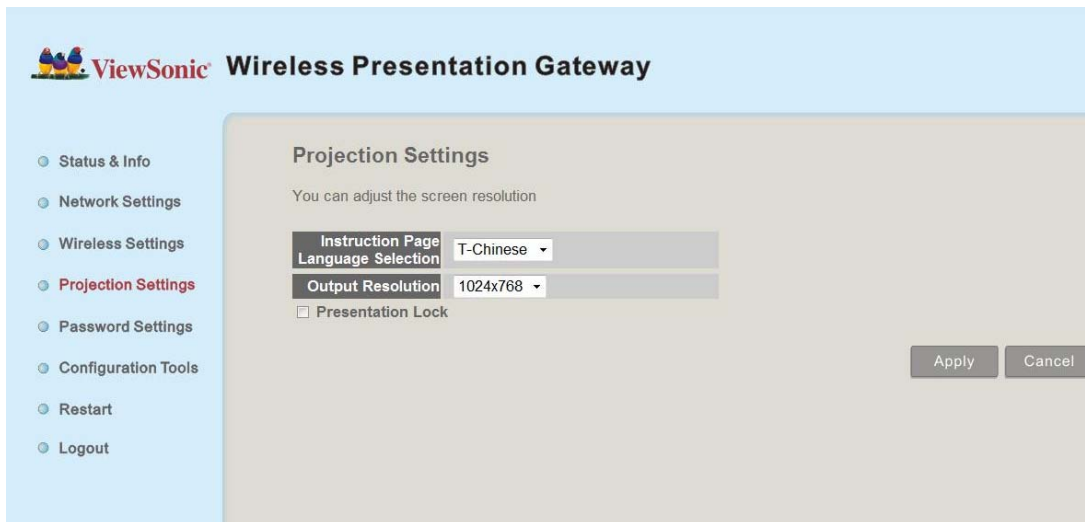 ViewSonic® Wireless Presentation Gateway
Status & Info
Network Settings
Wireless Settings
Projection Settings
Password Settings
Configuration Tools
Restart
Logout
Projection Settings
You can adjust the screen resolution
Instruction Page
Language Selection
T-Chinese
Output Resolution
1024x768
Presentation Lock
Apply
Cancel